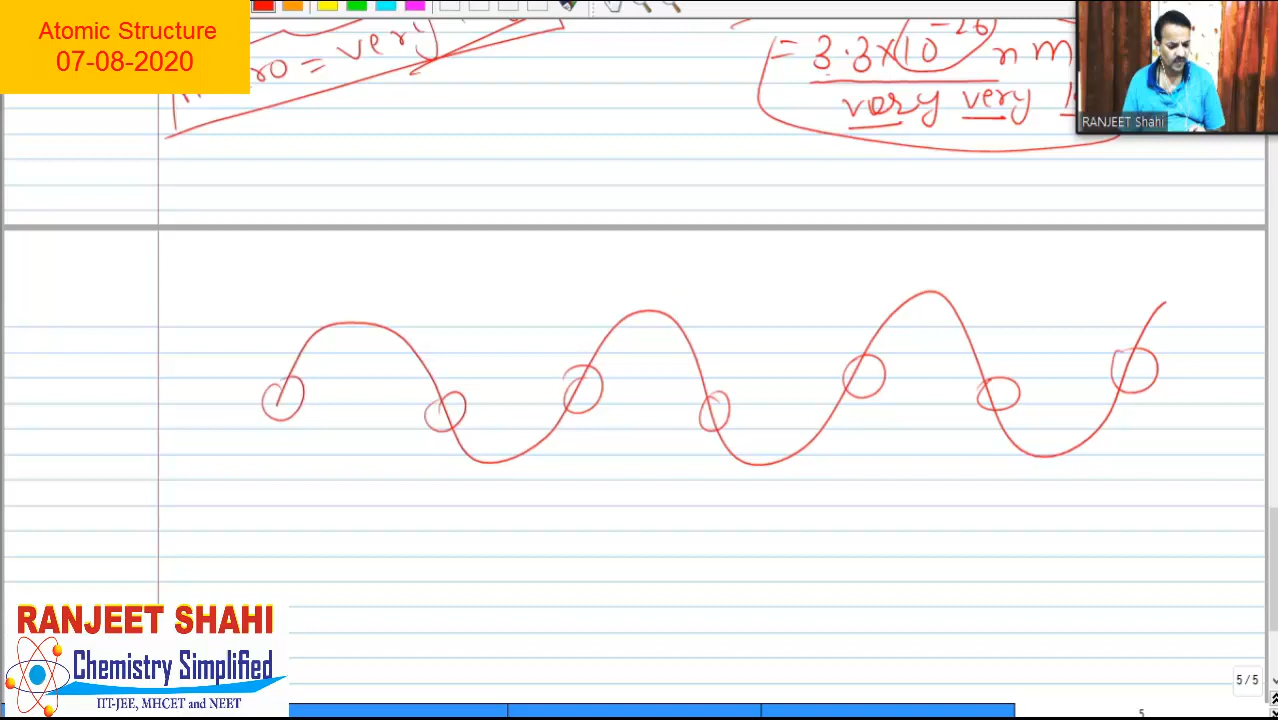 Atomic Structure
07-08-2020
= very
= 3.3×10⁻²⁶ n m
very very
RANJEET Shahi
RANJEET SHAHI
Chemistry Simplified
IIT-JEE, MHCET and NEET
5 / 5
5